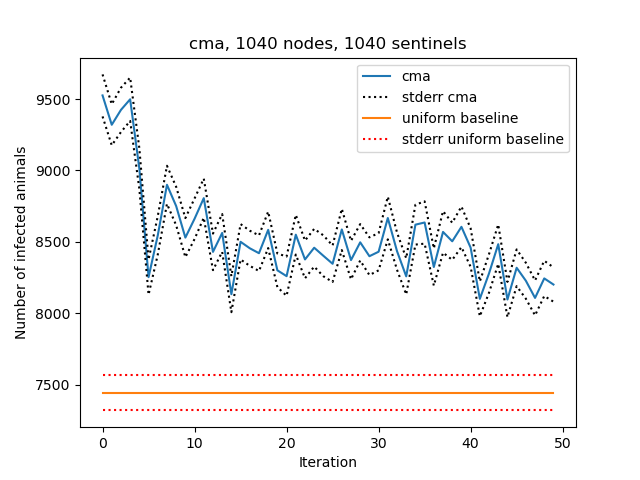 cma, 1040 nodes, 1040 sentinels
cma
stderr cma
uniform baseline
stderr uniform baseline
Number of infected animals
9500
9000
8500
8000
7500
0 10 20 30 40 50
Iteration